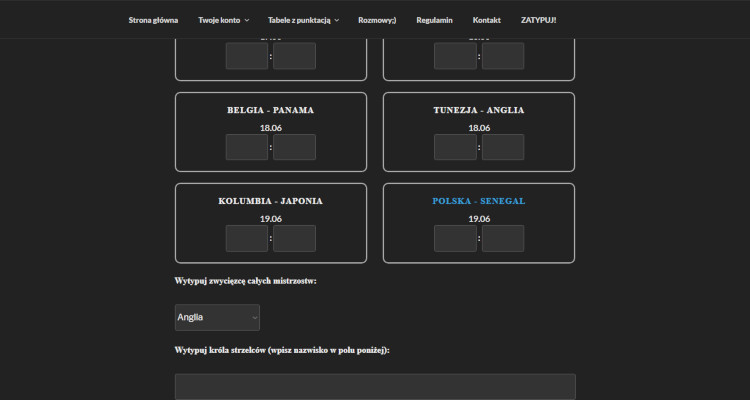 Strona główna Twoje konto Tabele z punktacją Rozmowy;) Regulamin Kontakt ZATYPUJ!
: :
BELGIA - PANAMA TUNEZJA - ANGLIA
18.06 18.06
: :
KOLUMBIA - JAPONIA POLSKA - SENEGAL
19.06 19.06
: :
Wytypuj zwycięzcę całych mistrzostw:
Anglia
Wytypuj króla strzelców (wpisz nazwisko w polu poniżej):